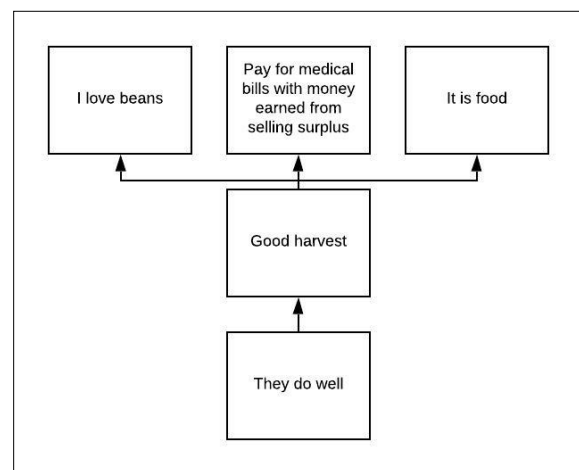 I love beans
Pay for medical
bills with money
earned from
selling surplus
It is food
Good harvest
They do well